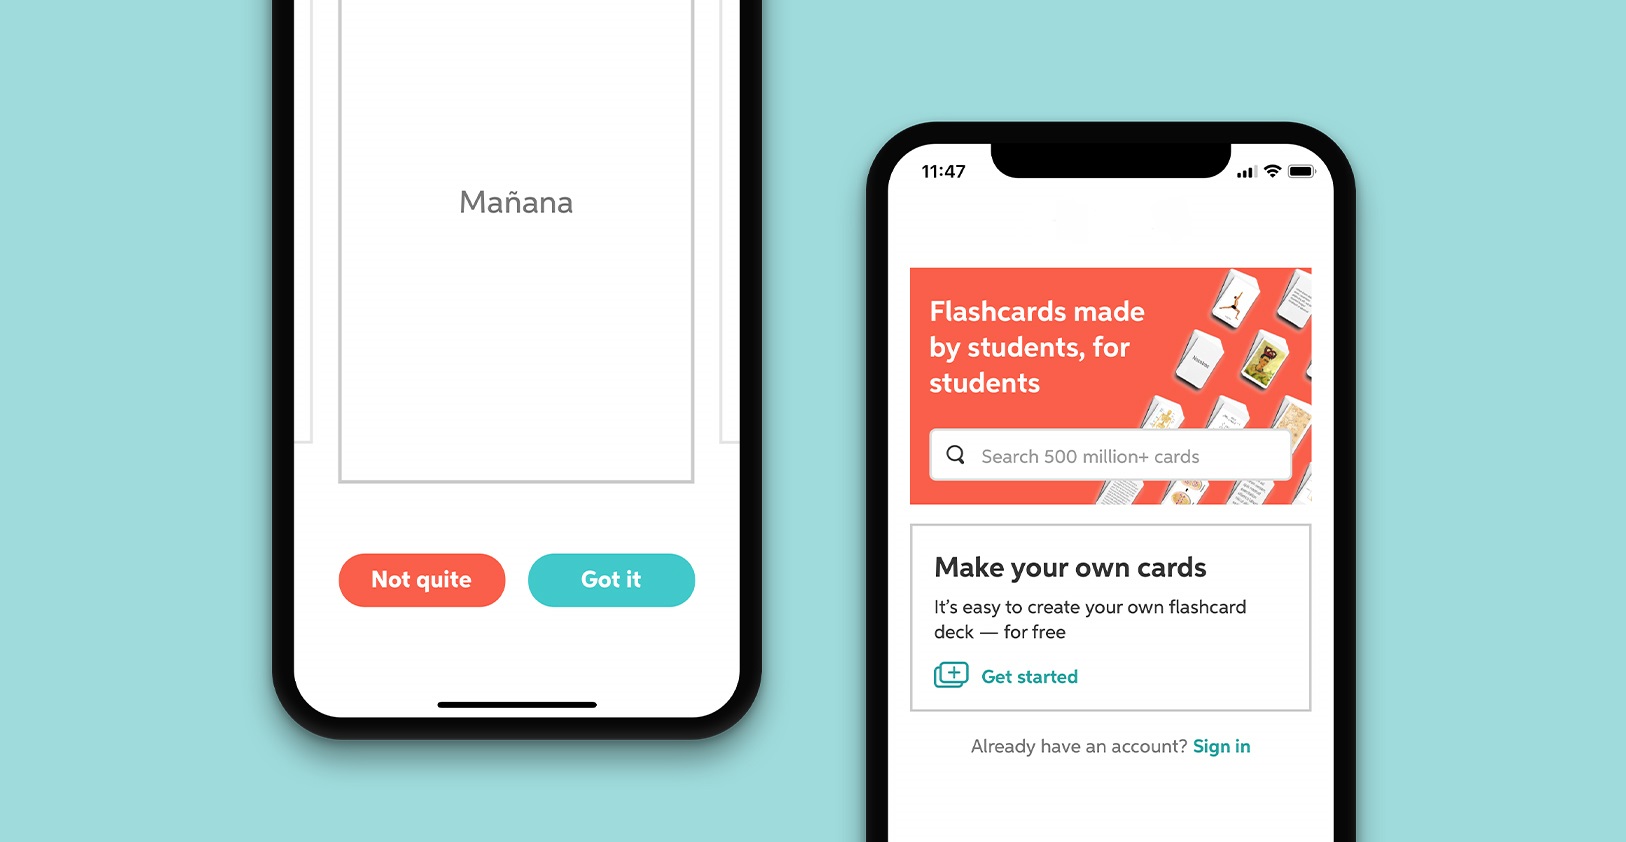 Mañana
Not quite
Got it
11:47
Flashcards made
by students, for
students
Search 500 million+ cards
Make your own cards
It's easy to create your own flashcard
deck — for free
Get started
Already have an account? Sign in